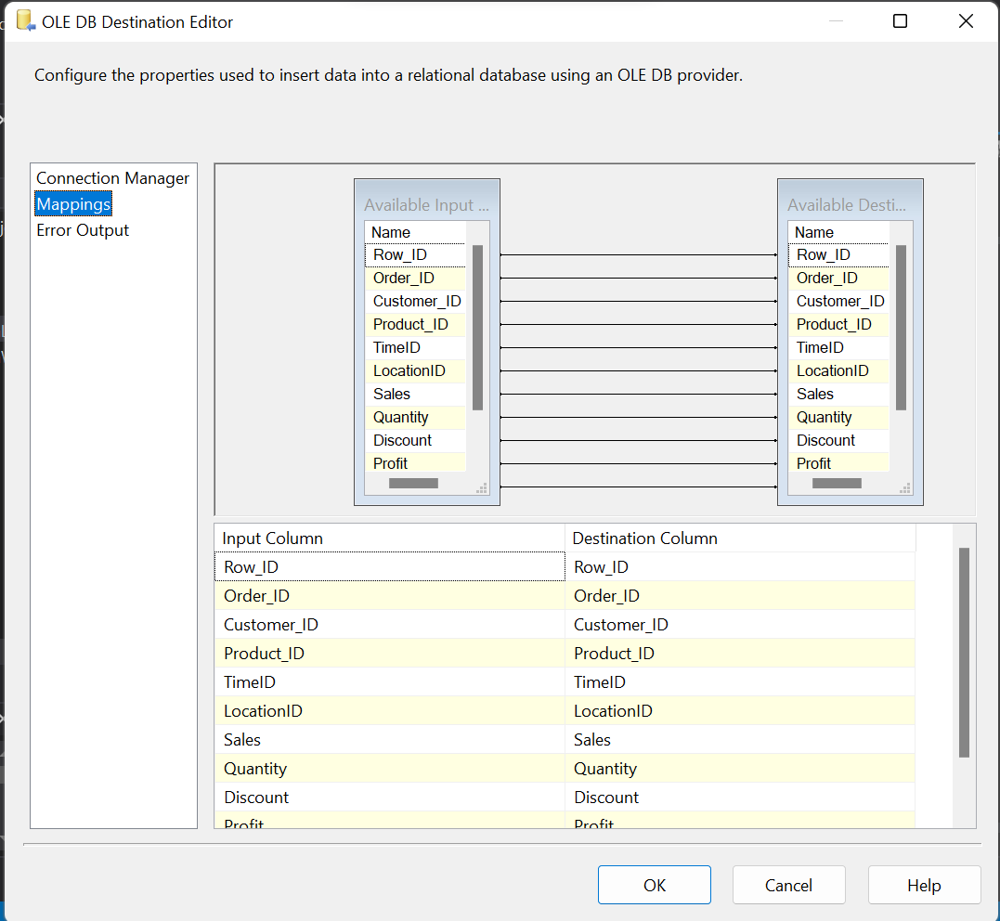 OLE DB Destination Editor
Configure the properties used to insert data into a relational database using an OLE DB provider.
Connection Manager
Mappings
Error Output
Available Input ...
Name
Row_ID
Order_ID
Customer_ID
Product_ID
TimeID
LocationID
Sales
Quantity
Discount
Profit
Available Desti...
Name
Row_ID
Order_ID
Customer_ID
Product_ID
TimeID
LocationID
Sales
Quantity
Discount
Profit
Input Column Destination Column
Row_ID Row_ID
Order_ID Order_ID
Customer_ID Customer_ID
Product_ID Product_ID
TimeID TimeID
LocationID LocationID
Sales Sales
Quantity Quantity
Discount Discount
Profit Profit
OK Cancel Help